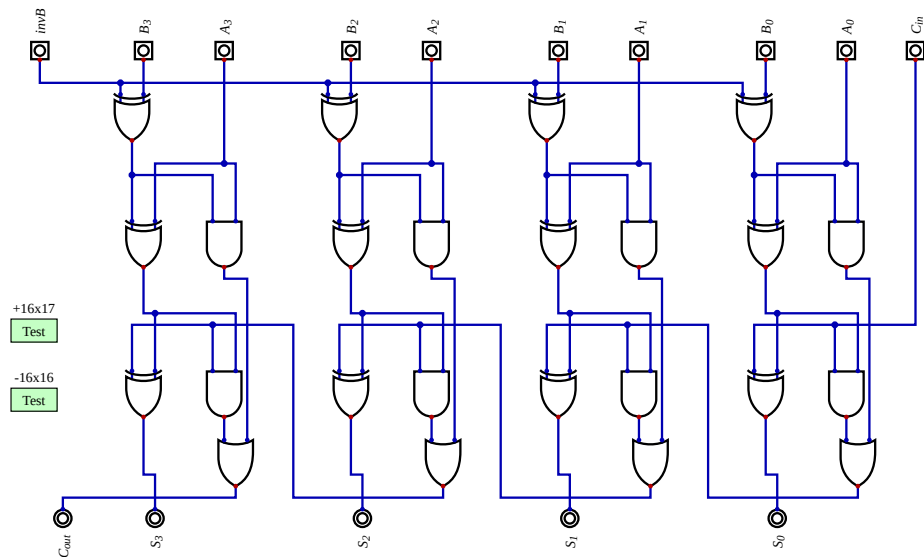 invB
B3
A3
B2
A2
B1
A1
B0
A0
Cin
+16x17
Test
-16x16
Test
Cout
S3
S2
S1
S0